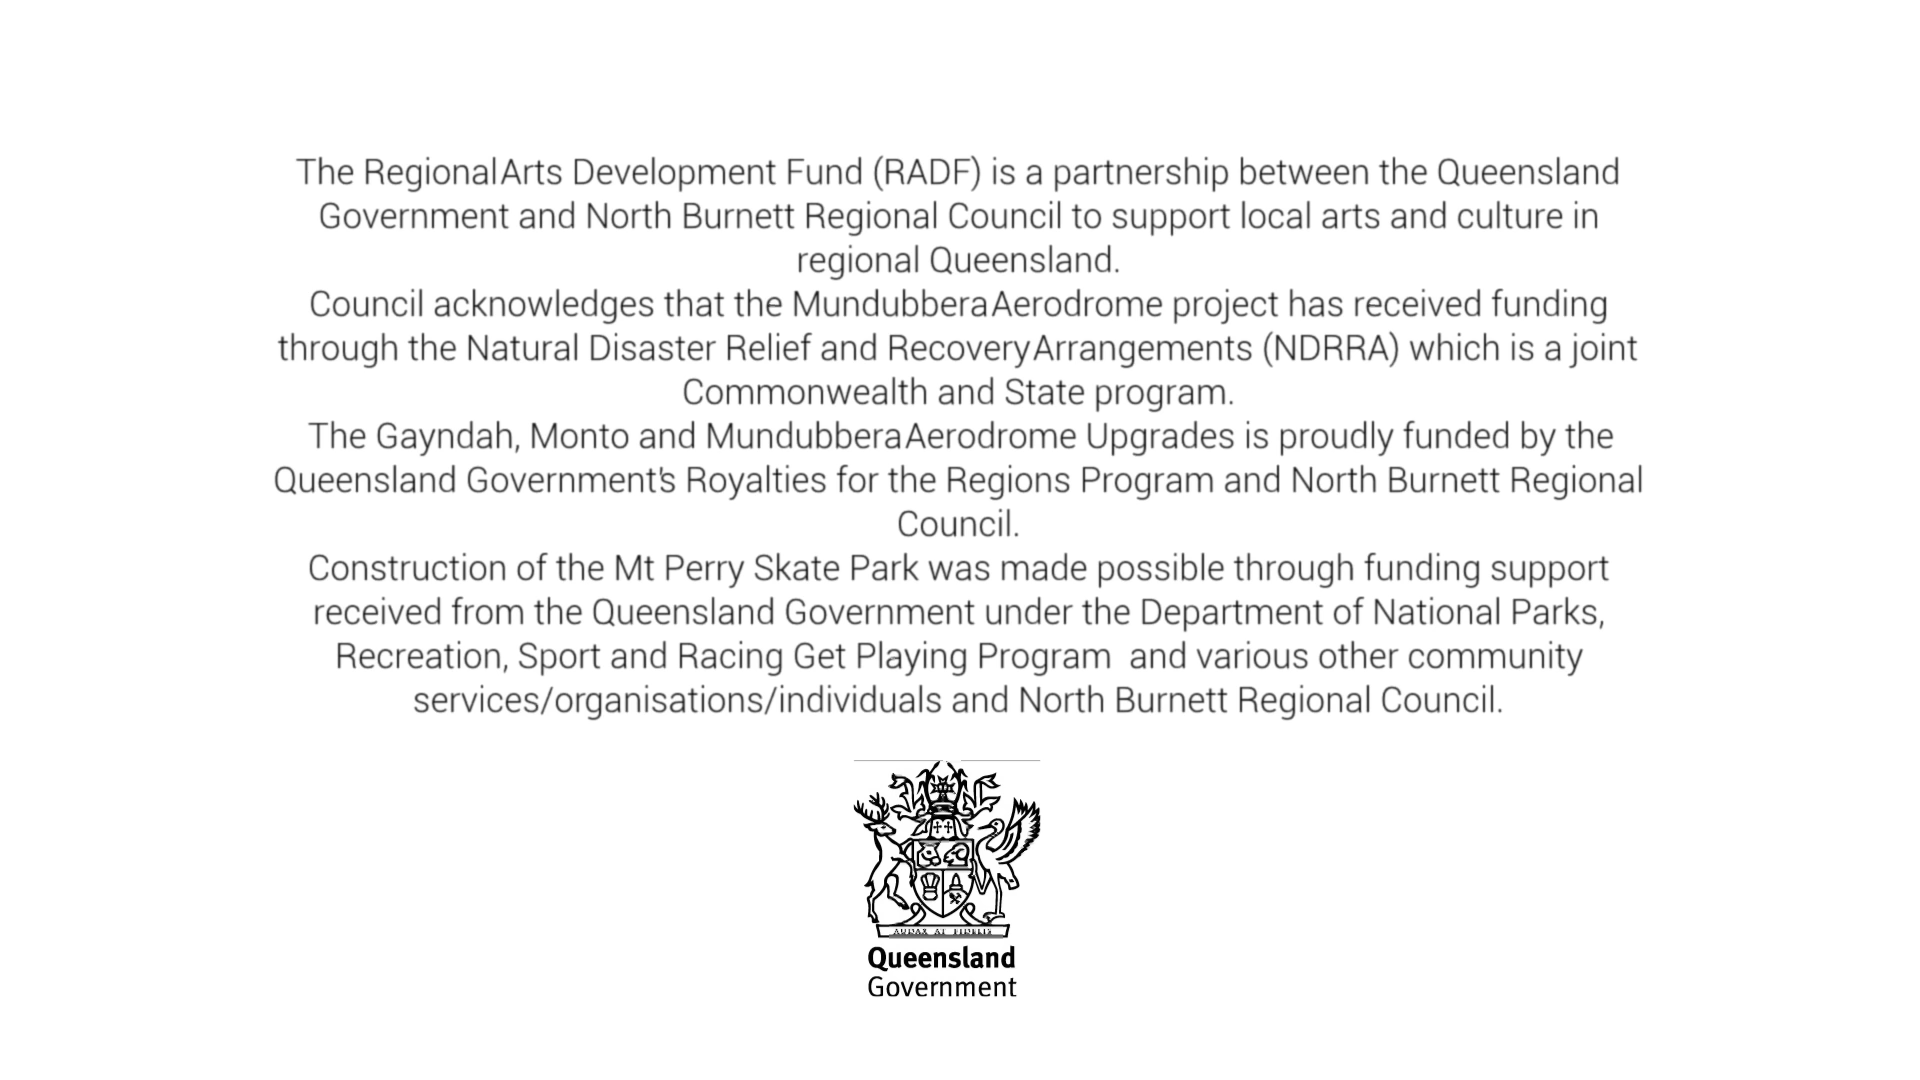 The Regional Arts Development Fund (RADF) is a partnership between the Queensland
Government and North Burnett Regional Council to support local arts and culture in
regional Queensland.
Council acknowledges that the Mundubbera Aerodrome project has received funding
through the Natural Disaster Relief and Recovery Arrangements (NDRRA) which is a joint
Commonwealth and State program.
The Gayndah, Monto and Mundubbera Aerodrome Upgrades is proudly funded by the
Queensland Government's Royalties for the Regions Program and North Burnett Regional
Council.
Construction of the Mt Perry Skate Park was made possible through funding support
received from the Queensland Government under the Department of National Parks,
Recreation, Sport and Racing Get Playing Program  and various other community
services/organisations/individuals and North Burnett Regional Council.
AUDAX AT FIDELIS
Queensland
Government